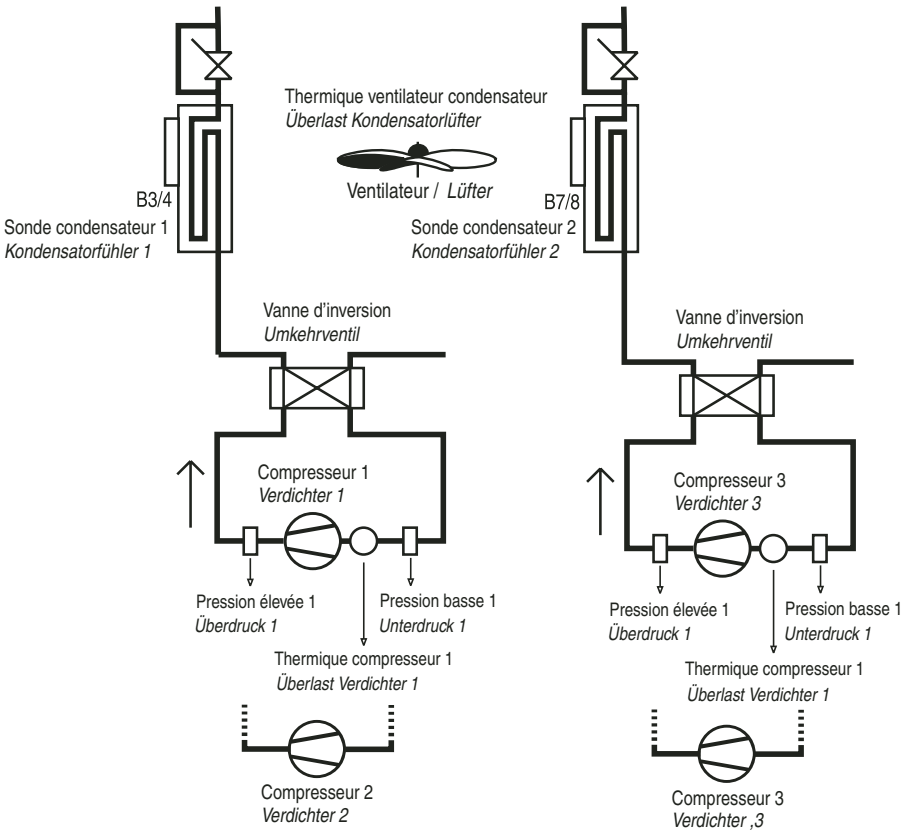 Thermique ventilateur condensateur
Überlast Kondensatorlüfter
Ventilateur / Lüfter
B3/4
Sonde condensateur 1
Kondensatorfühler 1
B7/8
Sonde condensateur 2
Kondensatorfühler 2
Vanne d'inversion
Umkehrventil
Vanne d'inversion
Umkehrventil
Compresseur 1
Verdichter 1
Compresseur 3
Verdichter 3
Pression élevée 1
Überdruck 1
Pression basse 1
Unterdruck 1
Pression élevée 1
Überdruck 1
Pression basse 1
Unterdruck 1
Thermique compresseur 1
Überlast Verdichter 1
Thermique compresseur 1
Überlast Verdichter 1
Compresseur 2
Verdichter 2
Compresseur 3
Verdichter ,3